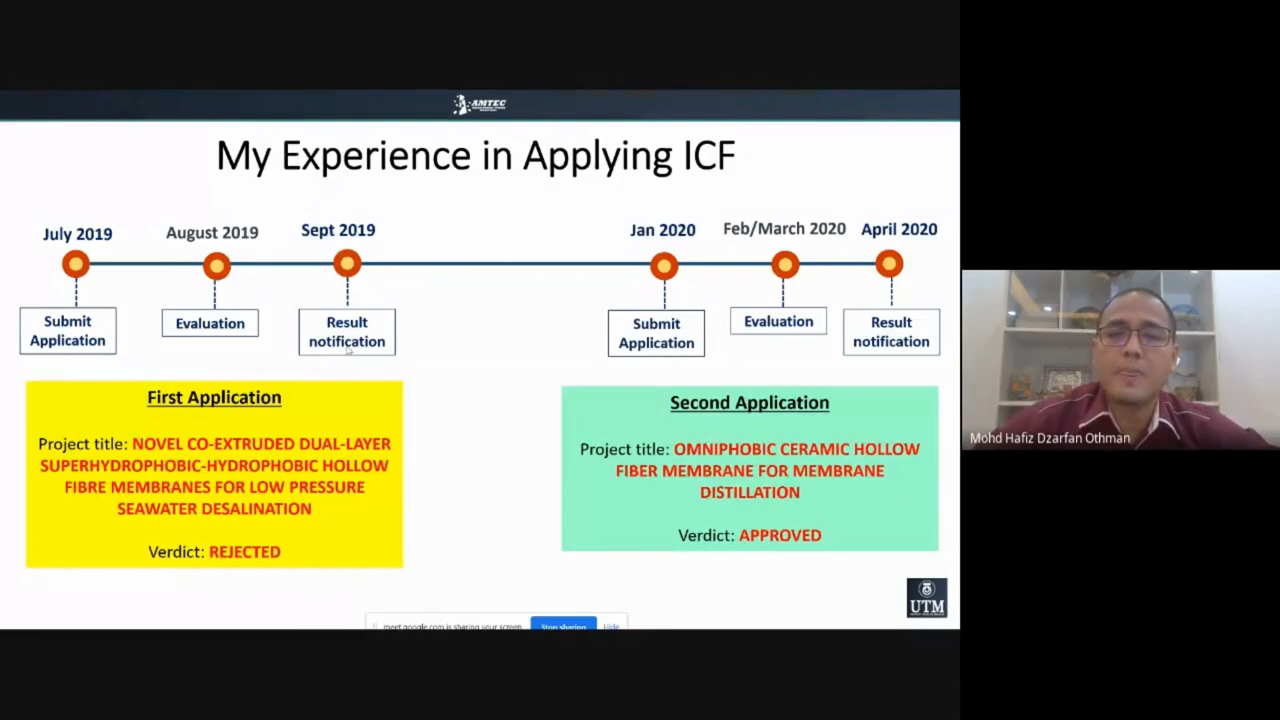 AMTEC
My Experience in Applying ICF
July 2019
August 2019
Sept 2019
Jan 2020
Feb/March 2020
April 2020
Submit
Application
Evaluation
Result
notification
Submit
Application
Evaluation
Result
notification
First Application
Project title: NOVEL CO-EXTRUDED DUAL-LAYER
SUPERHYDROPHOBIC-HYDROPHOBIC HOLLOW
FIBRE MEMBRANES FOR LOW PRESSURE
SEAWATER DESALINATION
Verdict: REJECTED
Second Application
Project title: OMNIPHOBIC CERAMIC HOLLOW
FIBER MEMBRANE FOR MEMBRANE
DISTILLATION
Verdict: APPROVED
UTM
meet.google.com is sharing your screen.
Stop sharing
Hide
Mohd Hafiz Dzarfan Othman